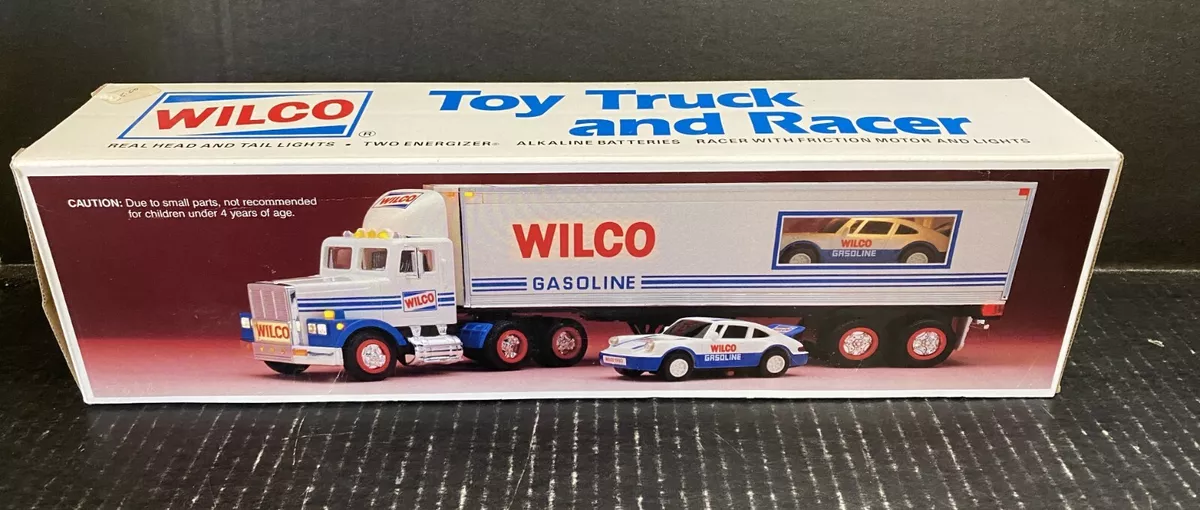 WILCO
®
Toy Truck
and Racer
REAL HEAD AND TAIL LIGHTS • TWO ENERGIZER® ALKALINE BATTERIES RACER WITH FRICTION MOTOR AND LIGHTS
CAUTION: Due to small parts, not recommended
for children under 4 years of age.
WILCO
WILCO
GASOLINE
WILCO
GASOLINE
WILCO
WILCO
WILCO
GASOLINE